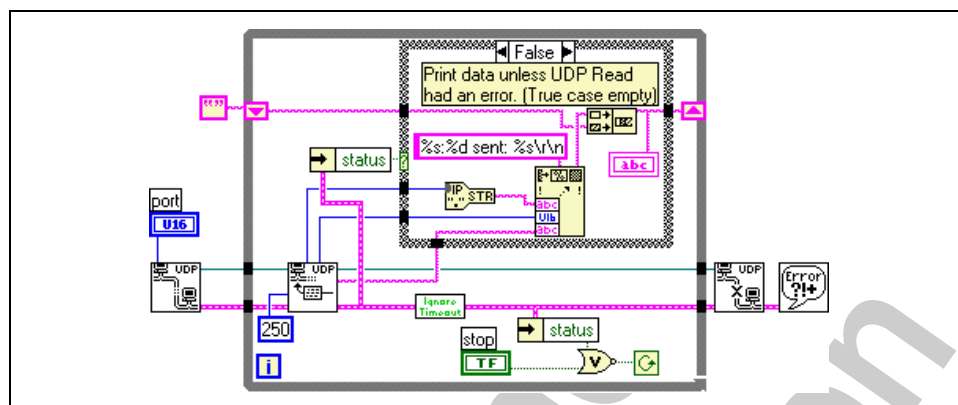 False
Print data unless UDP Read
had an error. (True case empty)
""
%s:%d sent: %s\r\n
abc
status
?
IP
STR
%
abc
U16
abc
port
U16
UDP
UDP
UDP
Error
?!+
Ignore
Timeout
250
status
stop
TF
V
i